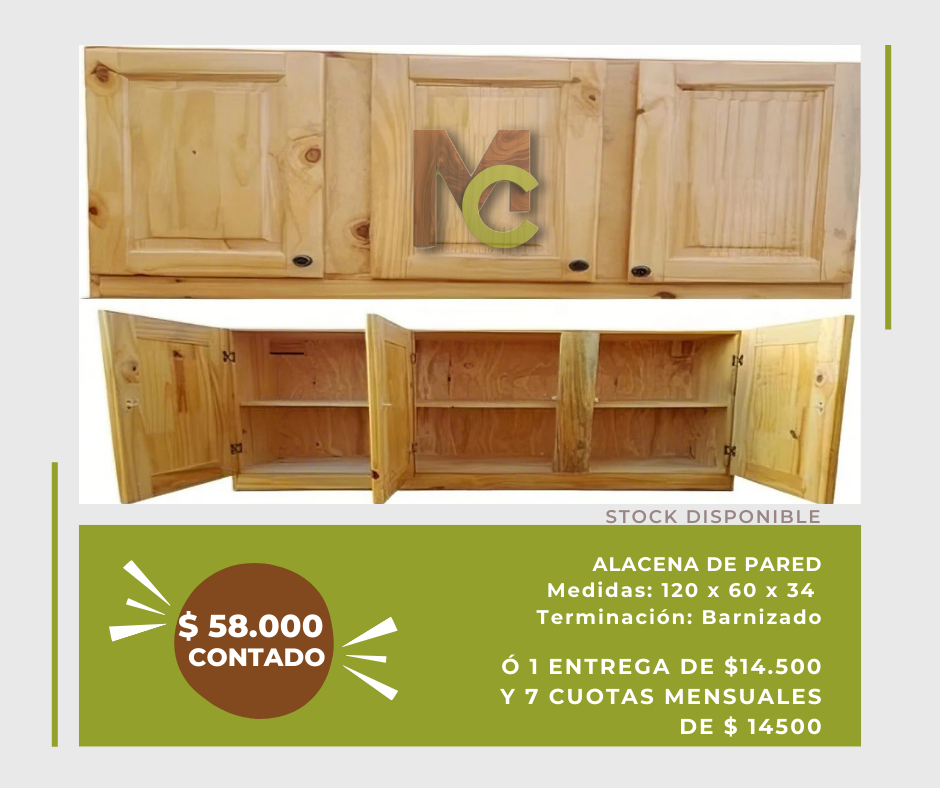 MC
STOCK DISPONIBLE
$ 58.000
CONTADO
ALACENA DE PARED
Medidas: 120 x 60 x 34
Terminación: Barnizado
Ó 1 ENTREGA DE $14.500
Y 7 CUOTAS MENSUALES
DE $ 14500